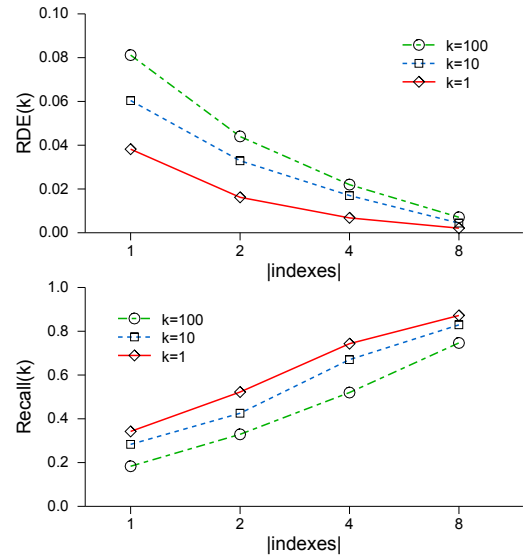 0.10
0.08
0.06
0.04
0.02
0.00
RDE(k)
k=100
k=10
k=1
1 2 4 8
|indexes|
1.0
0.8
0.6
0.4
0.2
0.0
Recall(k)
k=100
k=10
k=1
1 2 4 8
|indexes|